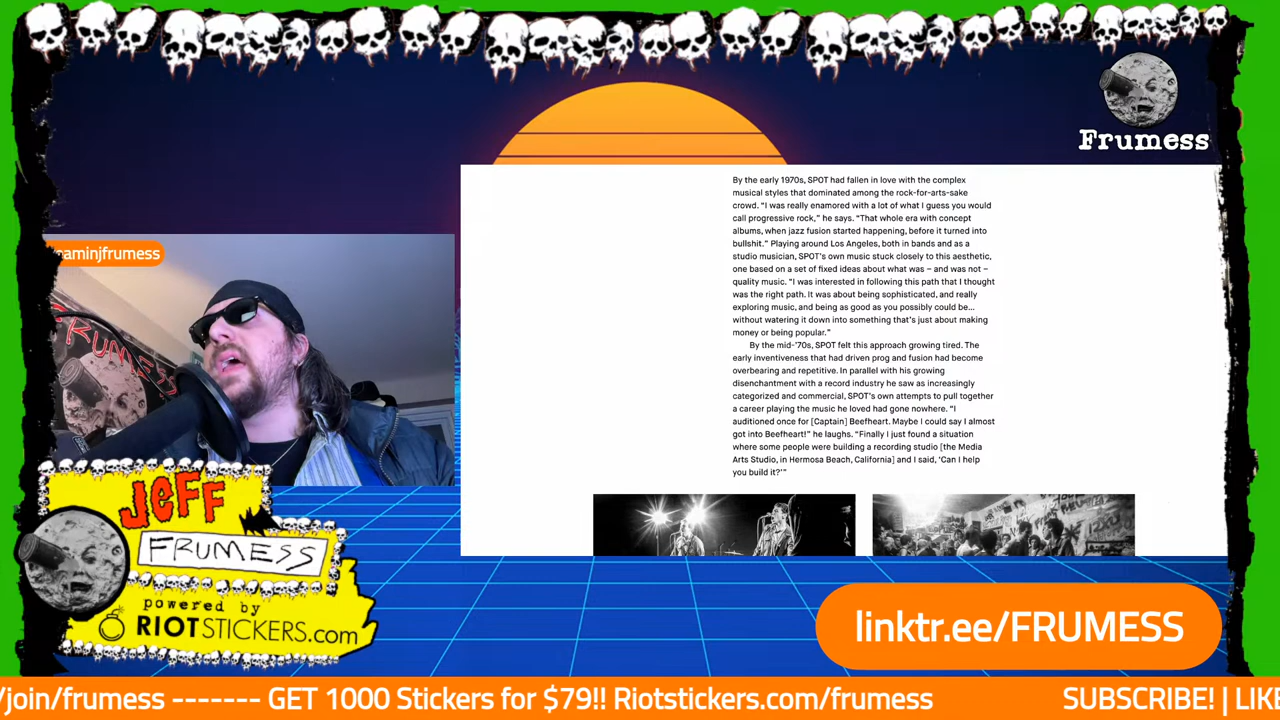 Frumess
aminjfrumess
FRUMESS
By the early 1970s, SPOT had fallen in love with the complex
musical styles that dominated among the rock-for-arts-sake
crowd. “I was really enamored with a lot of what I guess you would
call progressive rock,” he says. “That whole era with concept
albums, when jazz fusion started happening, before it turned into
bullshit.” Playing around Los Angeles, both in bands and as a
studio musician, SPOT’s own music stuck closely to this aesthetic,
one based on a set of fixed ideas about what was – and was not –
quality music. “I was interested in following this path that I thought
was the right path. It was about being sophisticated, and really
exploring music, and being as good as you possibly could be...
without watering it down into something that’s just about making
money or being popular.”
By the mid-’70s, SPOT felt this approach growing tired. The
early inventiveness that had driven prog and fusion had become
overbearing and repetitive. In parallel with his growing
disenchantment with a record industry he saw as increasingly
categorized and commercial, SPOT’s own attempts to pull together
a career playing the music he loved had gone nowhere. “I
auditioned once for [Captain] Beefheart. Maybe I could say I almost
got into Beefheart!” he laughs. “Finally I just found a situation
where some people were building a recording studio [the Media
Arts Studio, in Hermosa Beach, California] and I said, ‘Can I help
you build it?’”
JEFF
FRUMESS
powered by
RIOTSTICKERS.com
linktr.ee/FRUMESS
/join/frumess ------- GET 1000 Stickers for $79!! Riotstickers.com/frumess SUBSCRIBE! | LIKE